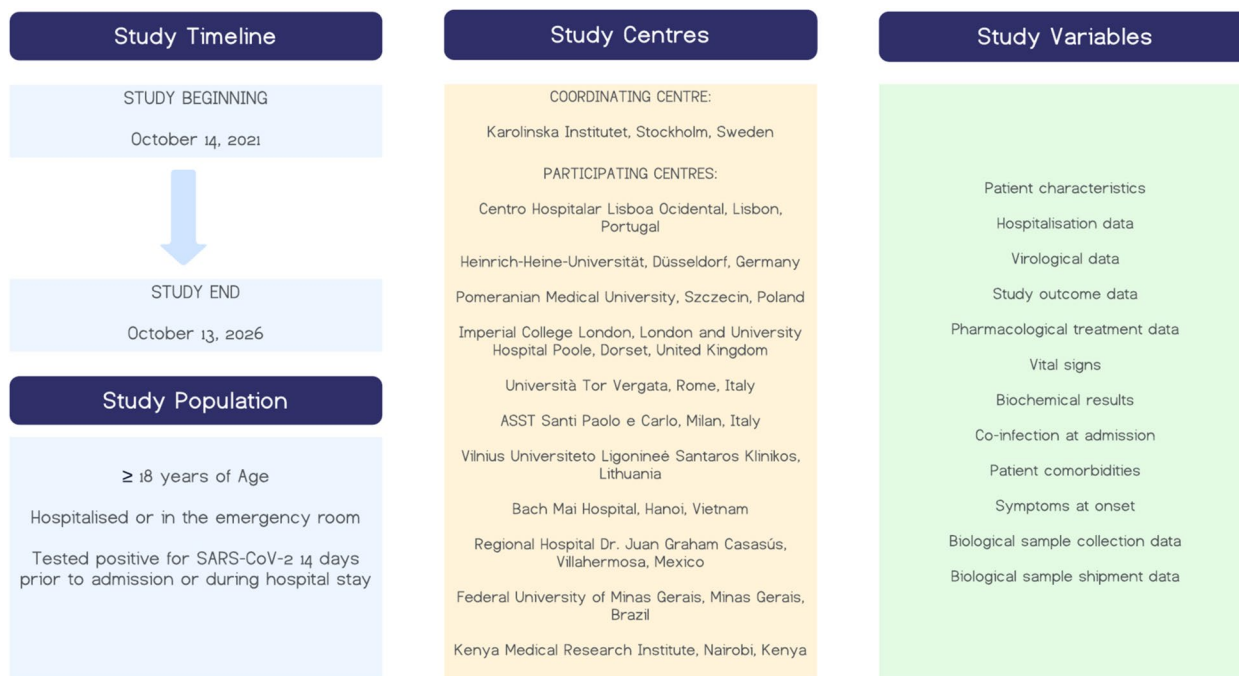 Study Timeline
STUDY BEGINNING
October 14, 2021
STUDY END
October 13, 2026
Study Population
≥ 18 years of Age
Hospitalised or in the emergency room
Tested positive for SARS-CoV-2 14 days
prior to admission or during hospital stay
Study Centres
COORDINATING CENTRE:
Karolinska Institutet, Stockholm, Sweden
PARTICIPATING CENTRES:
Centro Hospitalar Lisboa Ocidental, Lisbon,
Portugal
Heinrich-Heine-Universität, Düsseldorf, Germany
Pomeranian Medical University, Szczecin, Poland
Imperial College London, London and University
Hospital Poole, Dorset, United Kingdom
Università Tor Vergata, Rome, Italy
ASST Santi Paolo e Carlo, Milan, Italy
Vilnius Universiteto Ligonineė Santaros Klinikos,
Lithuania
Bach Mai Hospital, Hanoi, Vietnam
Regional Hospital Dr. Juan Graham Casasús,
Villahermosa, Mexico
Federal University of Minas Gerais, Minas Gerais,
Brazil
Kenya Medical Research Institute, Nairobi, Kenya
Study Variables
Patient characteristics
Hospitalisation data
Virological data
Study outcome data
Pharmacological treatment data
Vital signs
Biochemical results
Co-infection at admission
Patient comorbidities
Symptoms at onset
Biological sample collection data
Biological sample shipment data